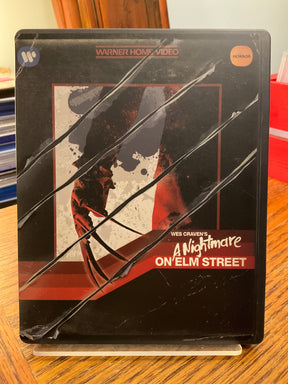 WARNER HOME VIDEO
HORROR
WES CRAVEN'S
A Nightmare
ON ELM STREET